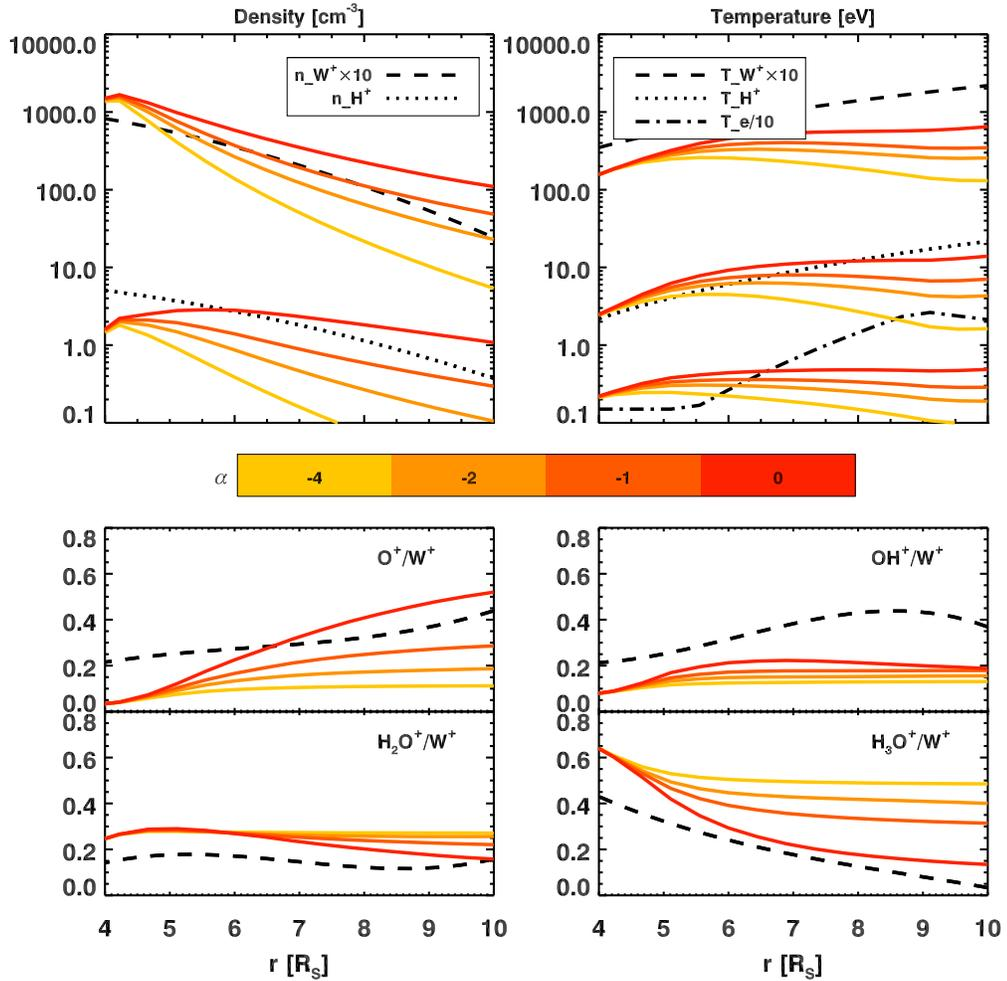 Density [cm⁻³]
Temperature [eV]
10000.0
1000.0
100.0
10.0
1.0
0.1
n_W⁺×10
n_H⁺
10000.0
1000.0
100.0
10.0
1.0
0.1
T_W⁺×10
T_H⁺
T_e/10
α -4 -2 -1 0
0.8
0.6
0.4
0.2
0.0
O⁺/W⁺
0.8
0.6
0.4
0.2
0.0
OH⁺/W⁺
0.8
0.6
0.4
0.2
0.0
H₂O⁺/W⁺
0.8
0.6
0.4
0.2
0.0
H₃O⁺/W⁺
4 5 6 7 8 9 10
r [R_S]
4 5 6 7 8 9 10
r [R_S]